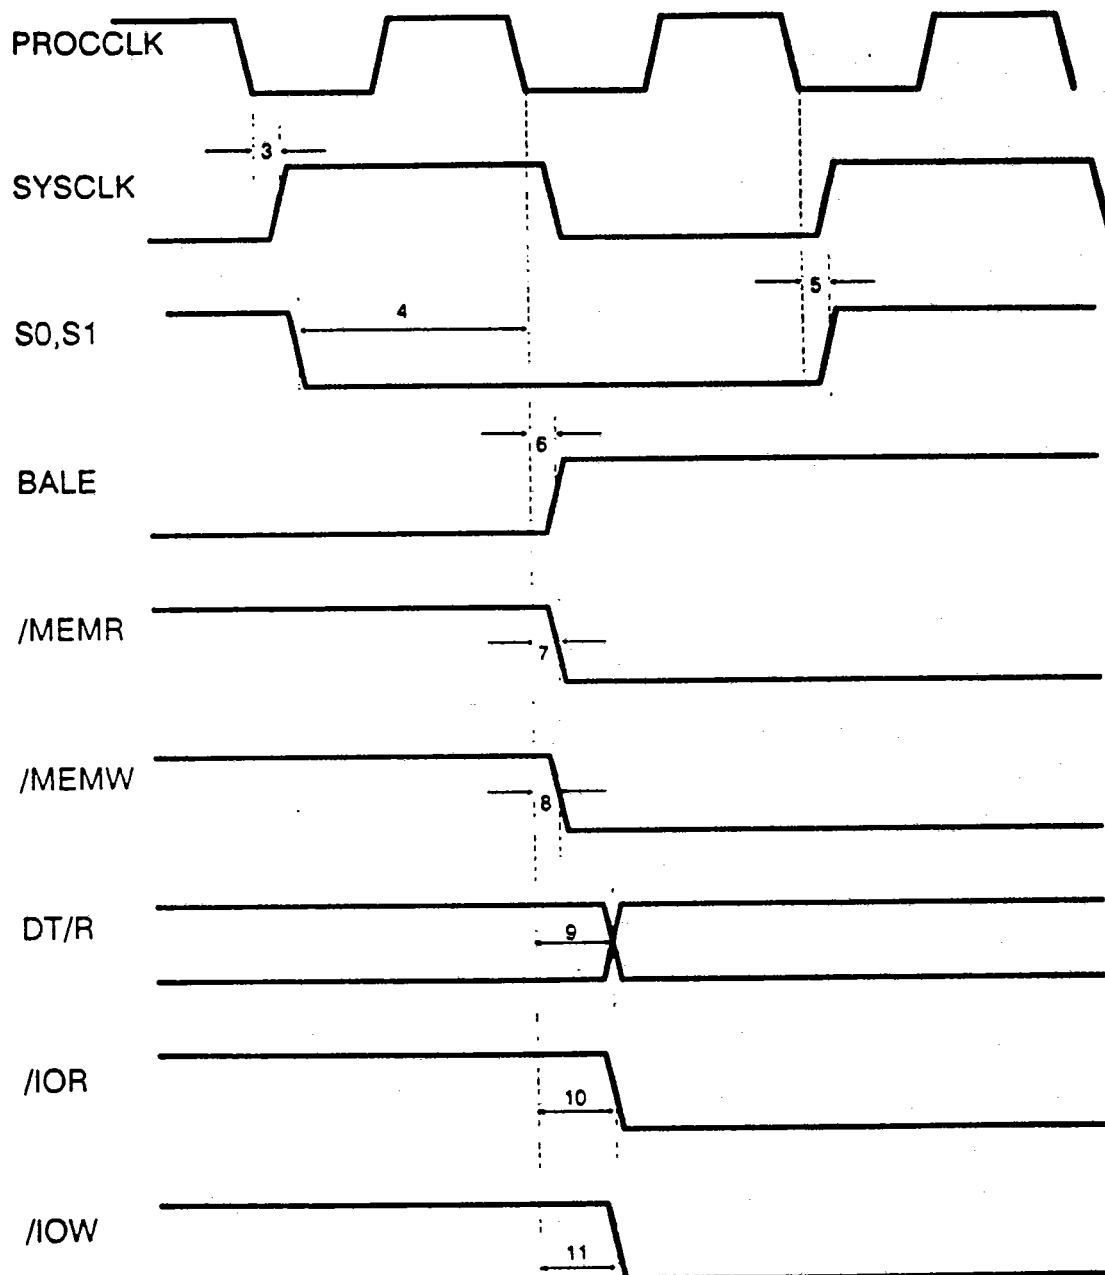 PROCCLK
3
SYSCLK
5
4
S0,S1
6
BALE
/MEMR
7
/MEMW
8
DT/R
9
/IOR
10
/IOW
11